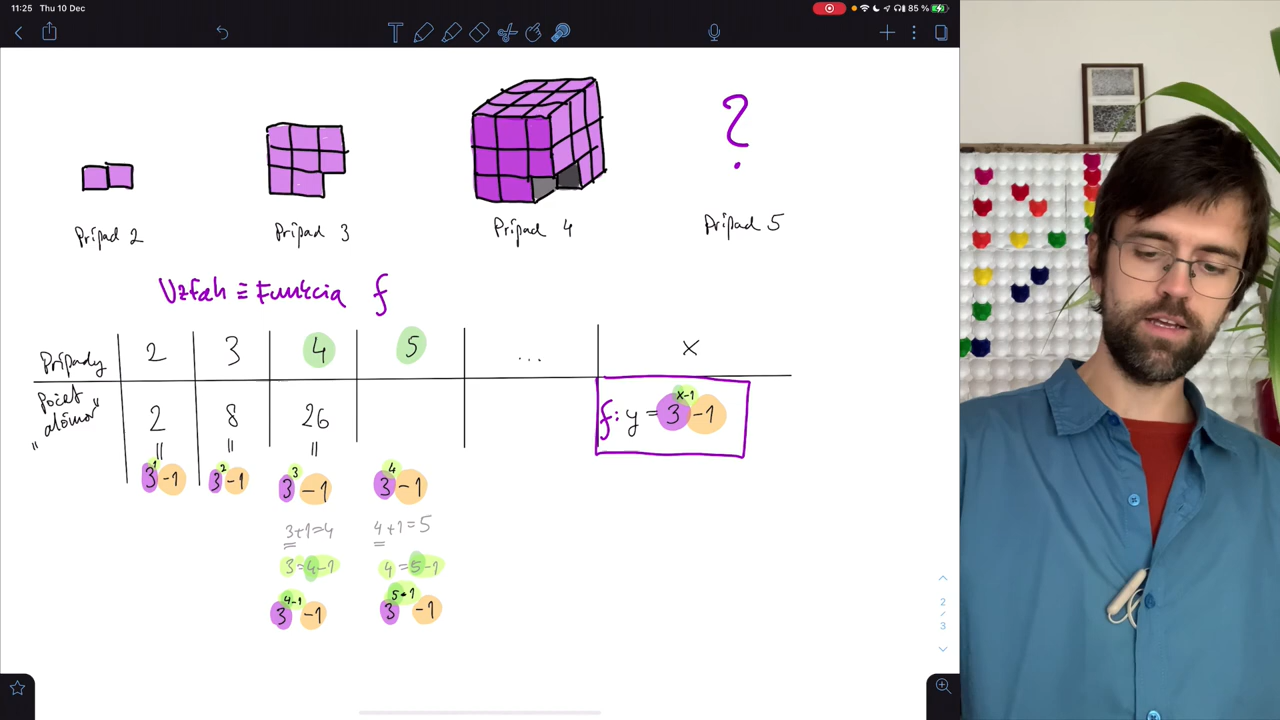 11:25 Thu 10 Dec 85 %
?
Prípad 2 Prípad 3 Prípad 4 Prípad 5
Vzťah ≡ Funkcia f
Prípady 2 3 4 5 ... x
Počet „atómov“ 2 8 26 f: y = 3^(x-1) -1
= = =
3^1 -1 3^2 -1 3^3 -1 3^4 -1
3+1=4 4+1=5
3=4-1 4=5-1
3^(4-1) -1 3^(5-1) -1
2
/
3